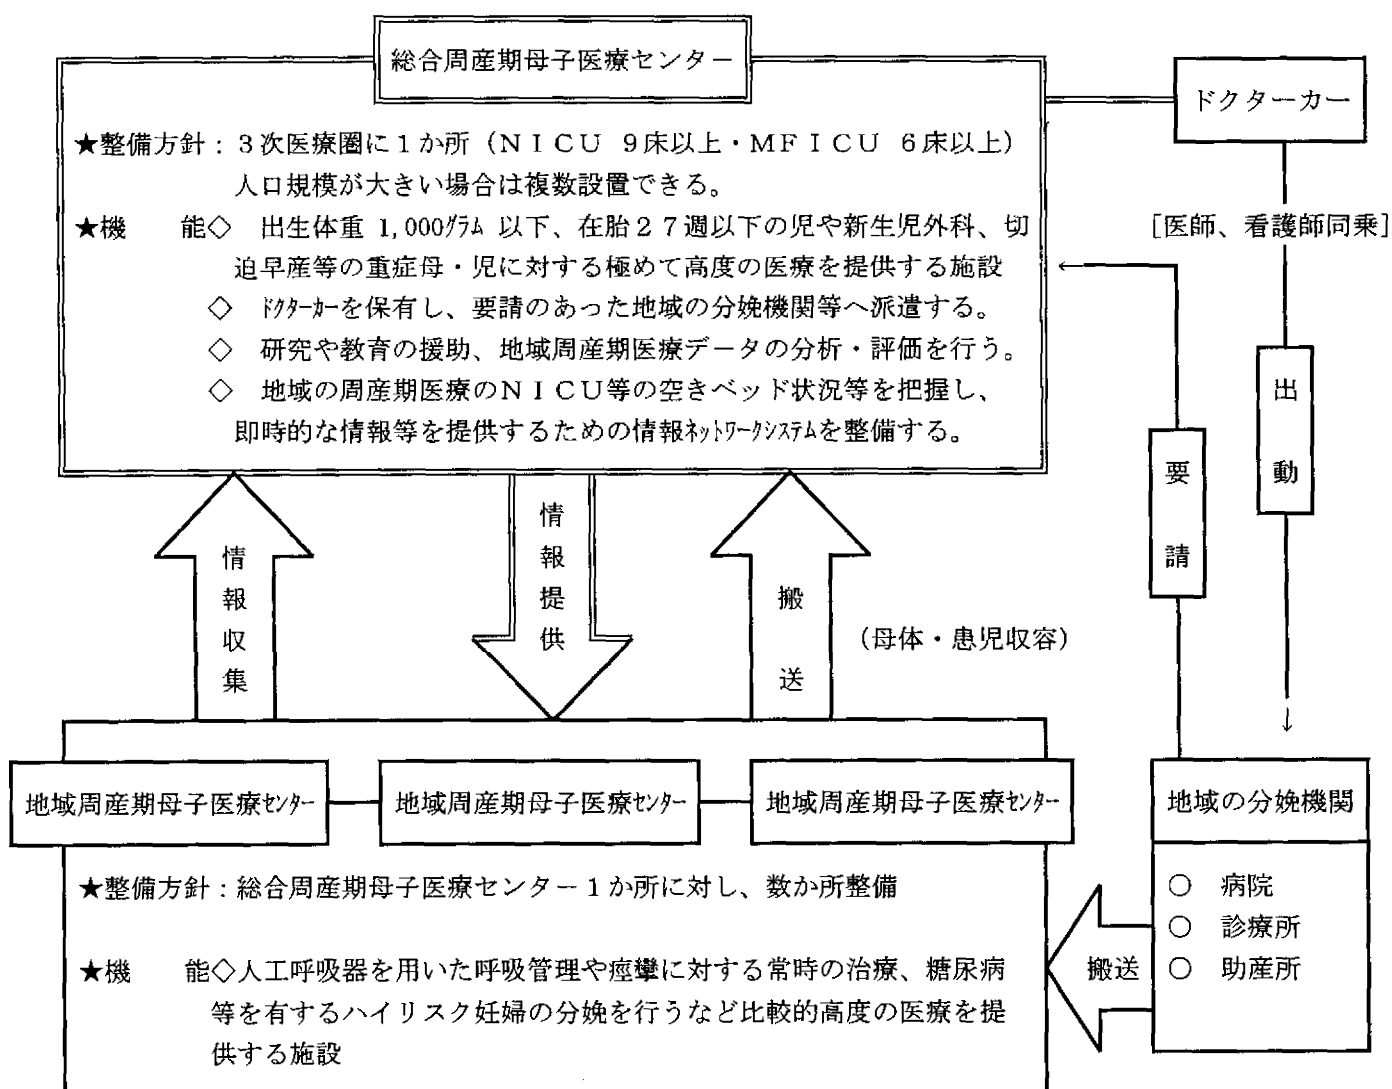 総合周産期母子医療センター
ドクターカー
★整備方針：３次医療圏に１か所（ＮＩＣＵ ９床以上・ＭＦＩＣＵ ６床以上）
人口規模が大きい場合は複数設置できる。
★機　　能◇ 出生体重 1,000グラム 以下、在胎２７週以下の児や新生児外科、切
迫早産等の重症母・児に対する極めて高度の医療を提供する施設
◇ ドクターカーを保有し、要請のあった地域の分娩機関等へ派遣する。
◇ 研究や教育の援助、地域周産期医療データの分析・評価を行う。
◇ 地域の周産期医療のＮＩＣＵ等の空きベッド状況等を把握し、
即時的な情報等を提供するための情報ネットワークシステムを整備する。
［医師、看護師同乗］
出動
要請
情報収集
情報提供
搬送
（母体・患児収容）
地域周産期母子医療センター
地域周産期母子医療センター
地域周産期母子医療センター
★整備方針：総合周産期母子医療センター１か所に対し、数か所整備
★機　　能◇人工呼吸器を用いた呼吸管理や痙攣に対する常時の治療、糖尿病
等を有するハイリスク妊婦の分娩を行うなど比較的高度の医療を提
供する施設
搬送
地域の分娩機関
○ 病院
○ 診療所
○ 助産所